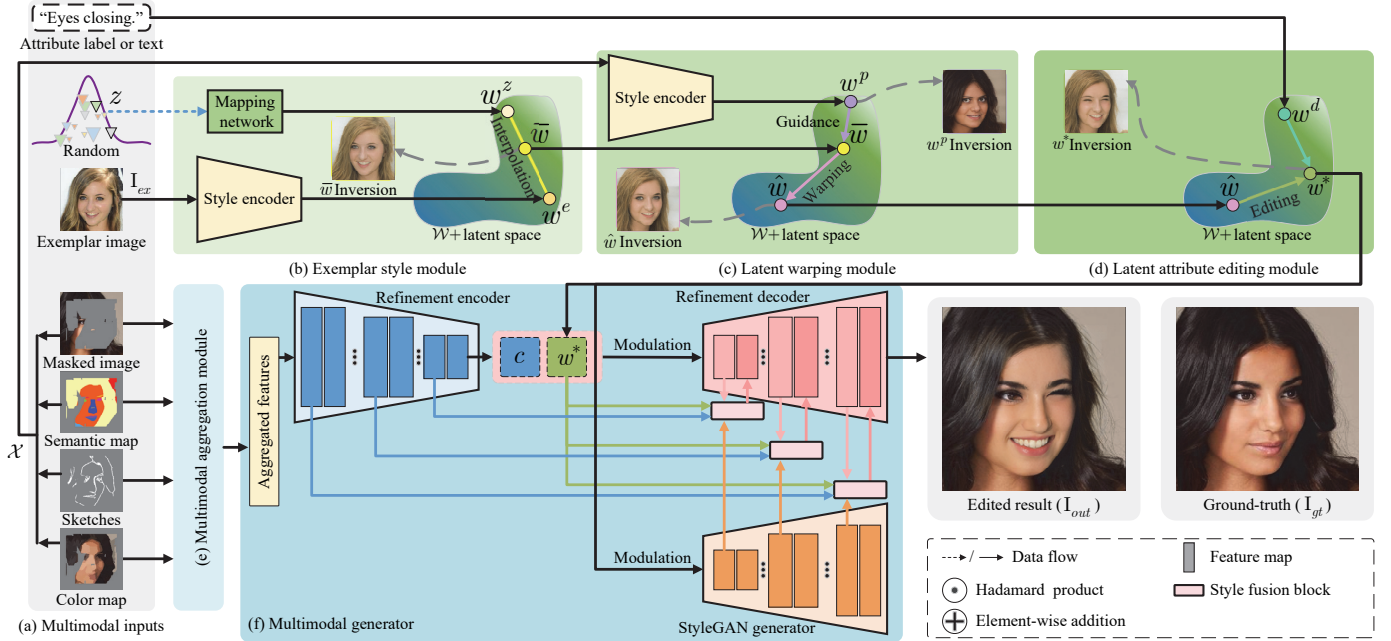 “Eyes closing.”
Attribute label or text
z
Random
I_ex
Exemplar image
Mapping
network
Style encoder
w^z
w̅
Interpolation
w^e
w̅ Inversion
𝒲+latent space
(b) Exemplar style module
Style encoder
w^p
Guidance
w̅
Warping
ŵ
w^p Inversion
ŵ Inversion
𝒲+latent space
(c) Latent warping module
w^d
w* Inversion
w*
ŵ
Editing
𝒲+latent space
(d) Latent attribute editing module
𝒳
Masked image
Semantic map
Sketches
Color map
(a) Multimodal inputs
(e) Multimodal aggregation module
Aggregated features
Refinement encoder
...
...
c
w*
Modulation
Refinement decoder
...
...
Modulation
...
...
StyleGAN generator
(f) Multimodal generator
Edited result (I_out)
Ground-truth (I_gt)
/ Data flow
Feature map
Hadamard product
Style fusion block
Element-wise addition